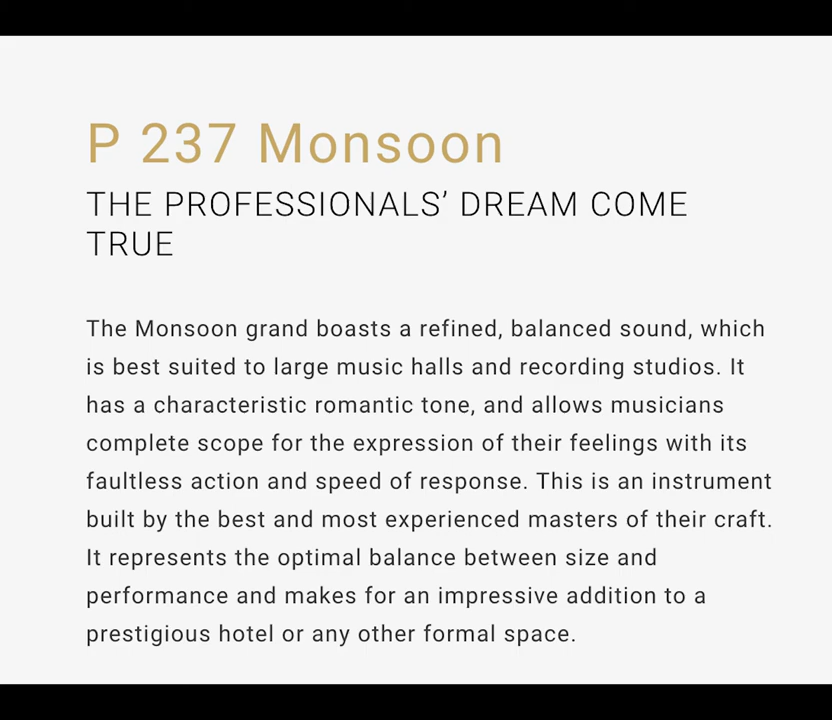 P 237 Monsoon
THE PROFESSIONALS’ DREAM COME
TRUE
The Monsoon grand boasts a refined, balanced sound, which
is best suited to large music halls and recording studios. It
has a characteristic romantic tone, and allows musicians
complete scope for the expression of their feelings with its
faultless action and speed of response. This is an instrument
built by the best and most experienced masters of their craft.
It represents the optimal balance between size and
performance and makes for an impressive addition to a
prestigious hotel or any other formal space.